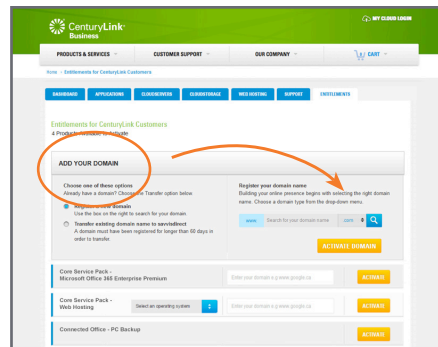 MY CLOUD LOGIN
CenturyLink
Business
PRODUCTS & SERVICES
CUSTOMER SUPPORT
OUR COMPANY
CART
Home
Entitlements for CenturyLink Customers
DASHBOARD
APPLICATIONS
CLOUDSERVERS
CLOUDSTORAGE
WEB HOSTING
SUPPORT
ENTITLEMENTS
Entitlements for CenturyLink Customers
4 Products Available to Activate
ADD YOUR DOMAIN
Choose one of these options
Already have a domain? Choose the Transfer option below
Register a new domain
Use the box on the right to search for your domain
Transfer existing domain name to savvisdirect
A domain must have been registered for longer than 60 days in
order to transfer.
Register your domain name
Building your online presence begins with selecting the right domain
name. Choose a domain type from the drop-down menu.
www.
Search for your domain name
.com
ACTIVATE DOMAIN
Core Service Pack -
Microsoft Office 365 Enterprise Premium
Enter your domain e.g.www.google.ca
ACTIVATE
Core Service Pack -
Web Hosting
Select an operating system
Enter your domain e.g.www.google.ca
ACTIVATE
Connected Office - PC Backup
ACTIVATE